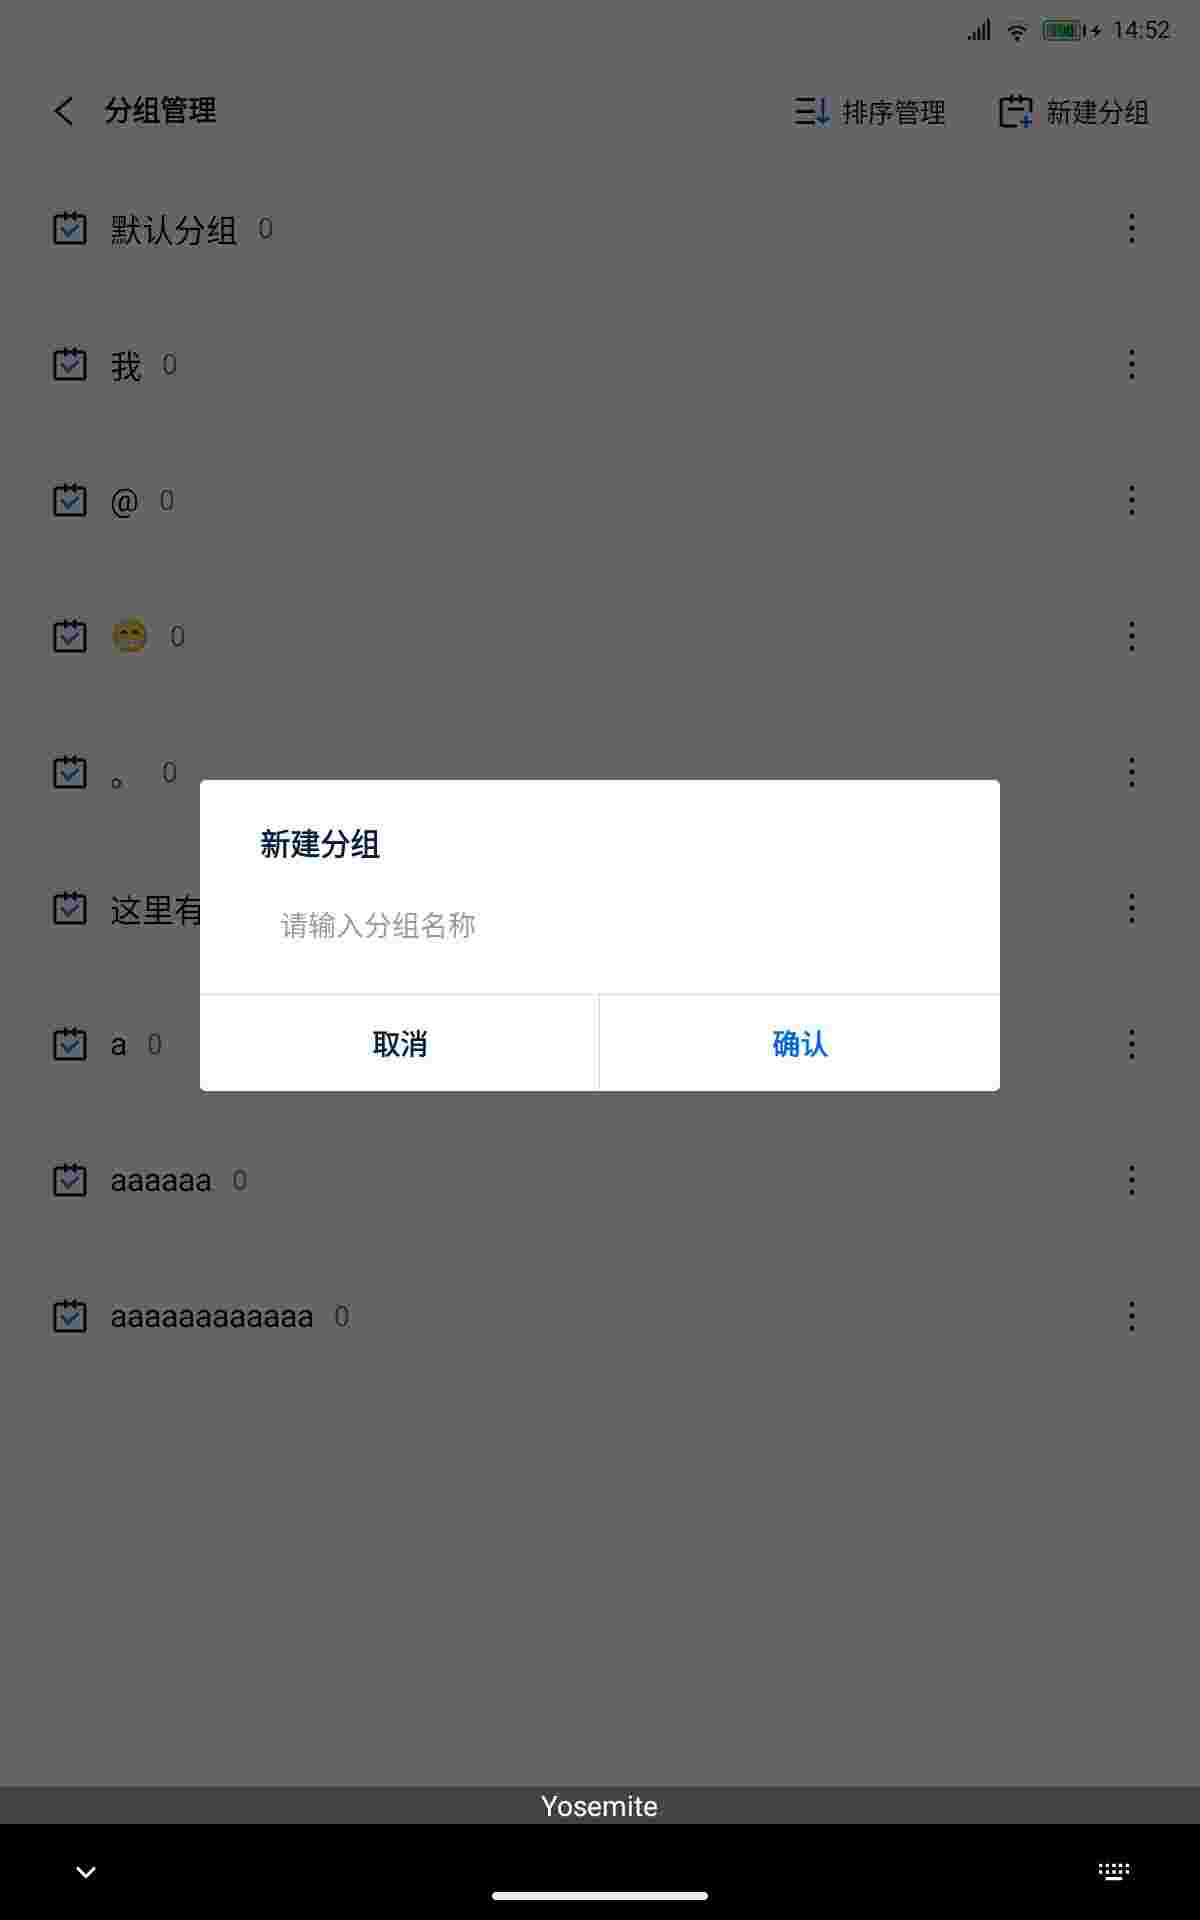 14:52
分组管理 排序管理 新建分组
默认分组 0
我 0
@ 0
😁 0
。 0
这里有
新建分组
请输入分组名称
取消 确认
a 0
aaaaaa 0
aaaaaaaaaaaa 0
Yosemite